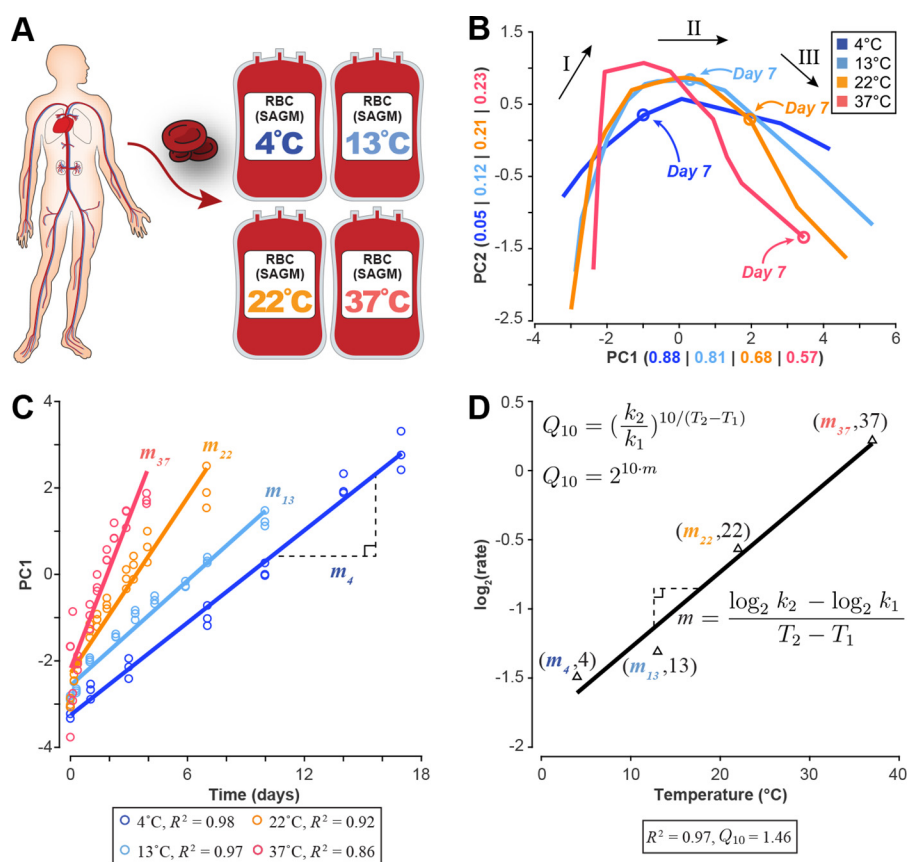 A
RBC
(SAGM)
4°C
RBC
(SAGM)
13°C
RBC
(SAGM)
22°C
RBC
(SAGM)
37°C
B
I
II
III
4°C
13°C
22°C
37°C
Day 7
Day 7
Day 7
Day 7
1.5
0.5
-0.5
-1.5
-2.5
PC2 (0.05 | 0.12 | 0.21 | 0.23)
-4 -2 0 2 4 6
PC1 (0.88 | 0.81 | 0.68 | 0.57)
C
m37
m22
m13
m4
4
2
0
-2
-4
PC1
0 6 12 14 18
Time (days)
4°C, R² = 0.98
22°C, R² = 0.92
13°C, R² = 0.97
37°C, R² = 0.86
D
Q₁₀ = (k₂/k₁)^10/(T₂−T₁)
Q₁₀ = 2^10·m
(m37,37)
(m22,22)
(m4,4)
(m13,13)
m = (log₂ k₂ − log₂ k₁)/(T₂ − T₁)
0.5
0
-0.5
-1.0
-1.5
-2
log₂(rate)
0 10 20 30 40
Temperature (°C)
R² = 0.97, Q₁₀ = 1.46